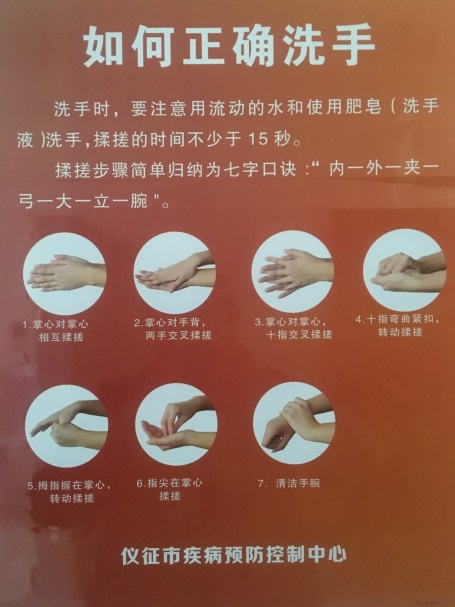 如何正确洗手
洗手时，要注意用流动的水和使用肥皂（洗手
液）洗手，揉搓的时间不少于15秒。
揉搓步骤简单归纳为七字口诀：“内一外一夹一
弓一大一立一腕"。
1.掌心对掌心
相互揉搓
2.掌心对手背，
两手交叉揉搓
3.掌心对掌心，
十指交叉揉搓
4.十指弯曲紧扣，
转动揉搓
5.拇指握在掌心，
转动揉搓
6.指尖在掌心
揉搓
7. 清洁手腕
仪征市疾病预防控制中心